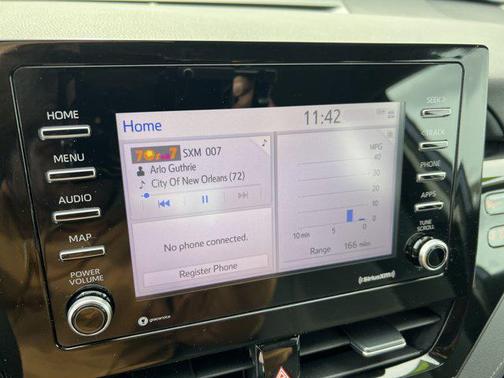 HOME
MENU
AUDIO
MAP
POWER
VOLUME
Home
11:42
SXM 007
Arlo Guthrie
City Of New Orleans (72)
No phone connected.
Register Phone
MPG
40
30
20
10
0
10 min
5
0
Range 166 miles
SEEK >
< TRACK
PHONE
APPS
TUNE
SCROLL
gracenote
((SiriusXM))